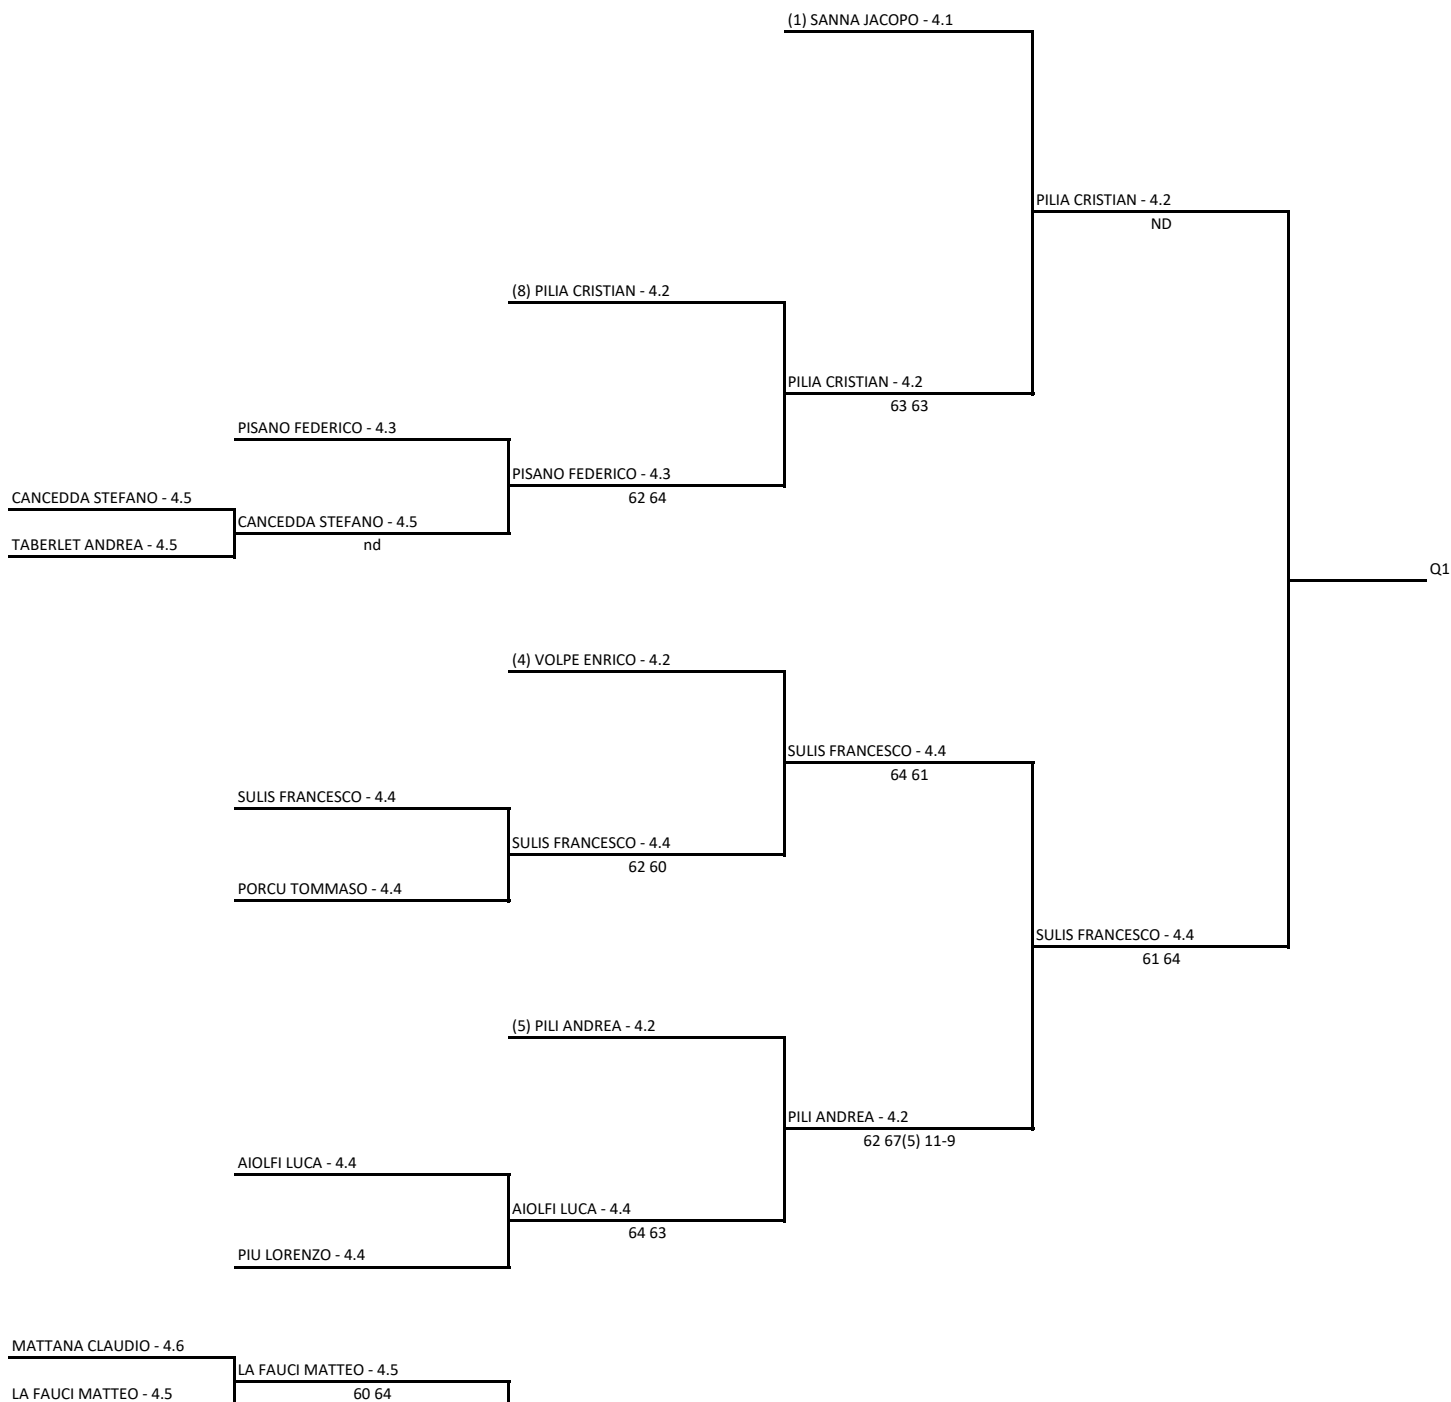 (1) SANNA JACOPO - 4.1
PILIA CRISTIAN - 4.2
ND
(8) PILIA CRISTIAN - 4.2
PILIA CRISTIAN - 4.2
63 63
PISANO FEDERICO - 4.3
PISANO FEDERICO - 4.3
62 64
CANCEDDA STEFANO - 4.5
CANCEDDA STEFANO - 4.5
nd
TABERLET ANDREA - 4.5
Q1
(4) VOLPE ENRICO - 4.2
SULIS FRANCESCO - 4.4
64 61
SULIS FRANCESCO - 4.4
SULIS FRANCESCO - 4.4
62 60
PORCU TOMMASO - 4.4
SULIS FRANCESCO - 4.4
61 64
(5) PILI ANDREA - 4.2
PILI ANDREA - 4.2
62 67(5) 11-9
AIOLFI LUCA - 4.4
AIOLFI LUCA - 4.4
64 63
PIU LORENZO - 4.4
MATTANA CLAUDIO - 4.6
LA FAUCI MATTEO - 4.5
60 64
LA FAUCI MATTEO - 4.5